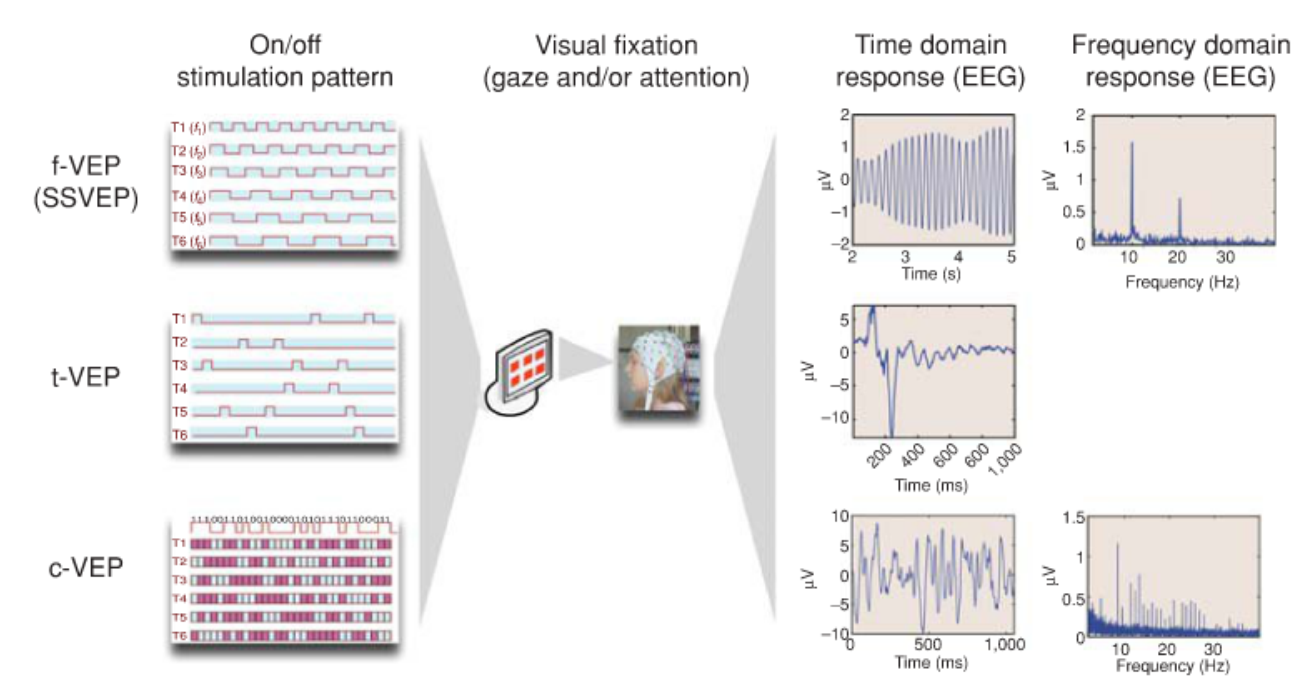 On/off
stimulation pattern
Visual fixation
(gaze and/or attention)
Time domain
response (EEG)
Frequency domain
response (EEG)
f-VEP
(SSVEP)
T1 (f1)
T2 (f2)
T3 (f3)
T4 (f4)
T5 (f5)
T6 (f6)
2
1
0
−1
−2
µV
2
3
4
5
Time (s)
2
1.5
1
0.5
0
µV
10
20
30
Frequency (Hz)
t-VEP
T1
T2
T3
T4
T5
T6
5
0
−5
−10
µV
200
400
600
600
1,000
Time (ms)
c-VEP
T1
T2
T3
T4
T5
T6
10
5
0
−5
−10
µV
0
500
1,000
Time (ms)
1.5
1
0.5
0
µV
10
20
30
Frequency (Hz)